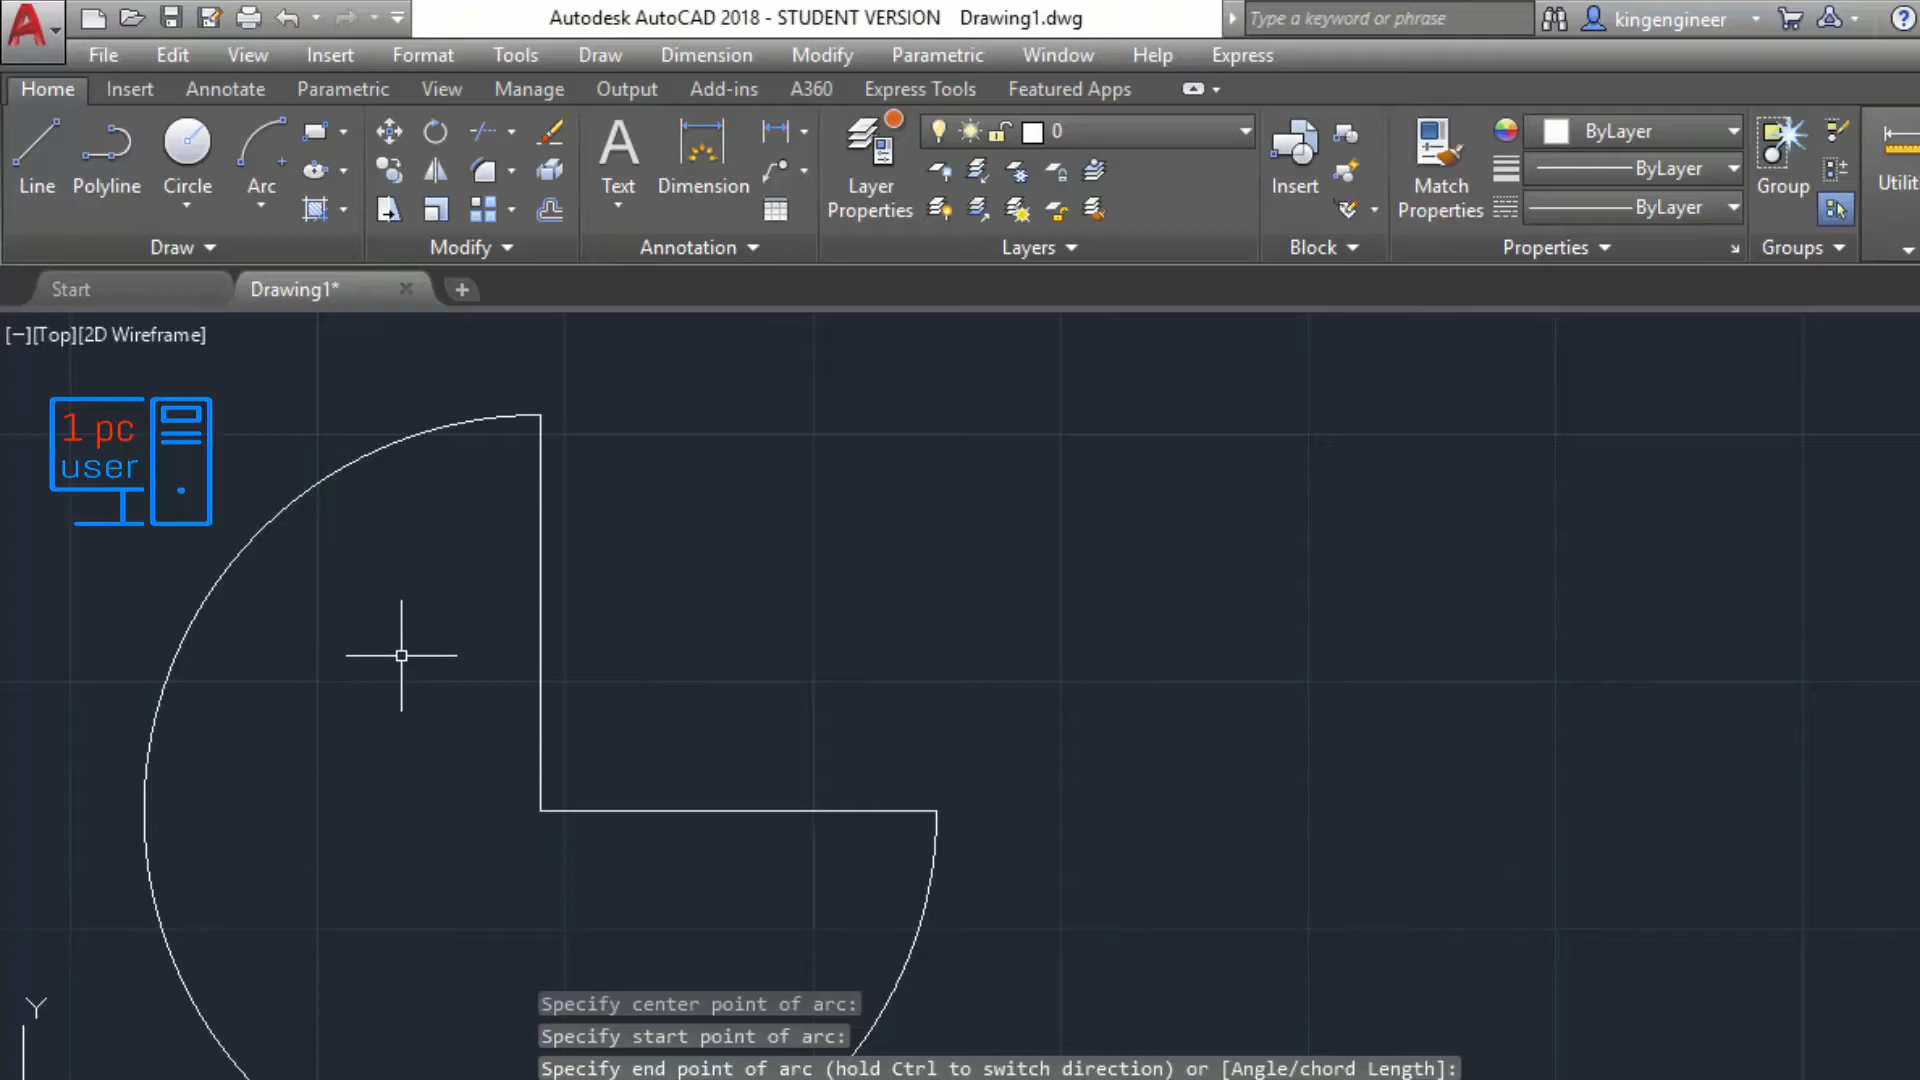 Autodesk AutoCAD 2018 - STUDENT VERSION Drawing1.dwg
Type a keyword or phrase
kingengineer
File Edit View Insert Format Tools Draw Dimension Modify Parametric Window Help Express
Home Insert Annotate Parametric View Manage Output Add-ins A360 Express Tools Featured Apps
0
ByLayer
Line Polyline Circle Arc
Text Dimension
Layer Properties
Insert
Match Properties
ByLayer
ByLayer
Group
Draw Modify Annotation Layers Block Properties Groups
Start Drawing1*
[−][Top][2D Wireframe]
1 pc
user
Y
Specify center point of arc:
Specify start point of arc:
Specify end point of arc (hold Ctrl to switch direction) or [Angle/chord Length]: